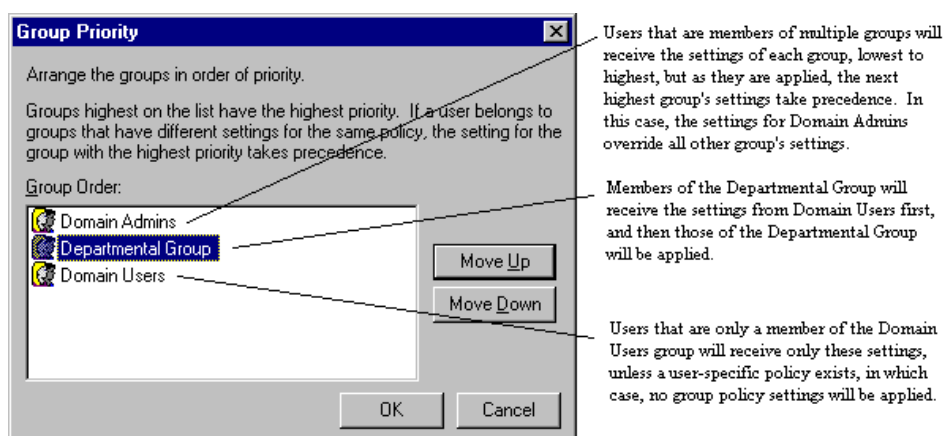 Group Priority
Arrange the groups in order of priority.
Groups highest on the list have the highest priority. If a user belongs to
groups that have different settings for the same policy, the setting for the
group with the highest priority takes precedence.
Group Order:
Domain Admins
Departmental Group
Domain Users
Move Up
Move Down
OK
Cancel
Users that are members of multiple groups will
receive the settings of each group, lowest to
highest, but as they are applied, the next
highest group's settings take precedence. In
this case, the settings for Domain Admins
override all other group's settings.
Members of the Departmental Group will
receive the settings from Domain Users first,
and then those of the Departmental Group
will be applied.
Users that are only a member of the Domain
Users group will receive only these settings,
unless a user-specific policy exists, in which
case, no group policy settings will be applied.